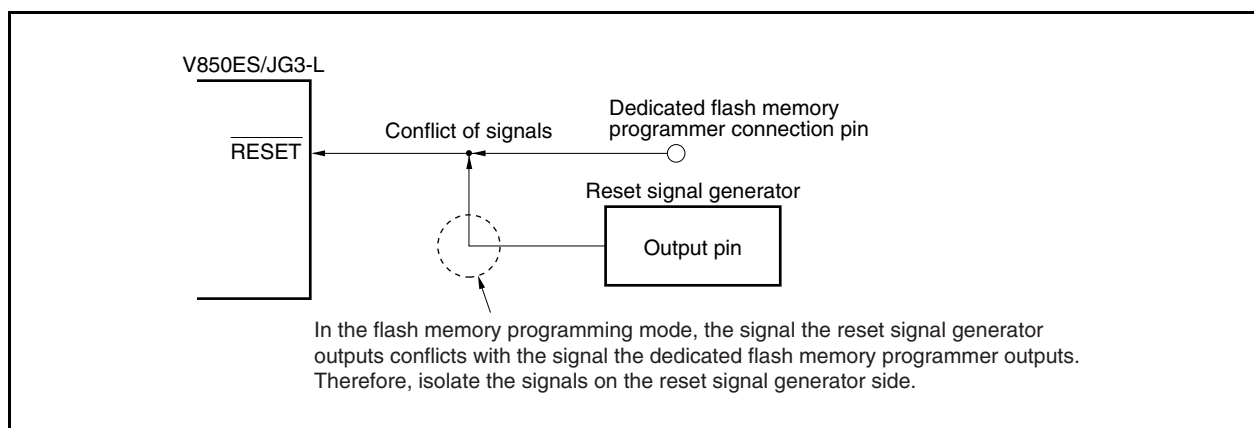 V850ES/JG3-L
Dedicated flash memory
programmer connection pin
Conflict of signals
RESET
Reset signal generator
Output pin
In the flash memory programming mode, the signal the reset signal generator
outputs conflicts with the signal the dedicated flash memory programmer outputs.
Therefore, isolate the signals on the reset signal generator side.